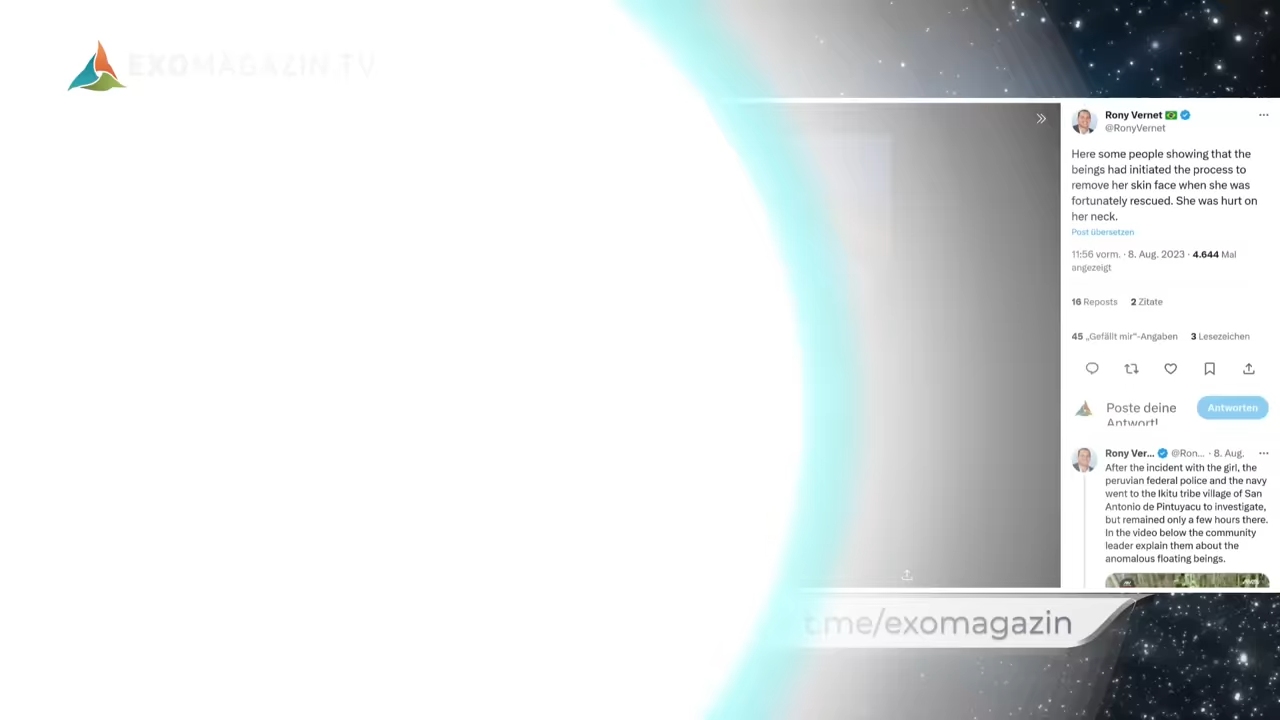 EXOMAGAZIN.TV
Rony Vernet
@RonyVernet
Here some people showing that the
beings had initiated the process to
remove her skin face when she was
fortunately rescued. She was hurt on
her neck.
Post übersetzen
11:56 vorm. · 8. Aug. 2023 · 4.644 Mal
angezeigt
16 Reposts 2 Zitate
45 „Gefällt mir“-Angaben 3 Lesezeichen
Poste deine
Antwort!
Antworten
Rony Ver... @Ron... · 8. Aug.
After the incident with the girl, the
peruvian federal police and the navy
went to the Ikitu tribe village of San
Antonio de Pintuyacu to investigate,
but remained only a few hours there.
In the video below the community
leader explain them about the
anomalous floating beings.
t.me/exomagazin